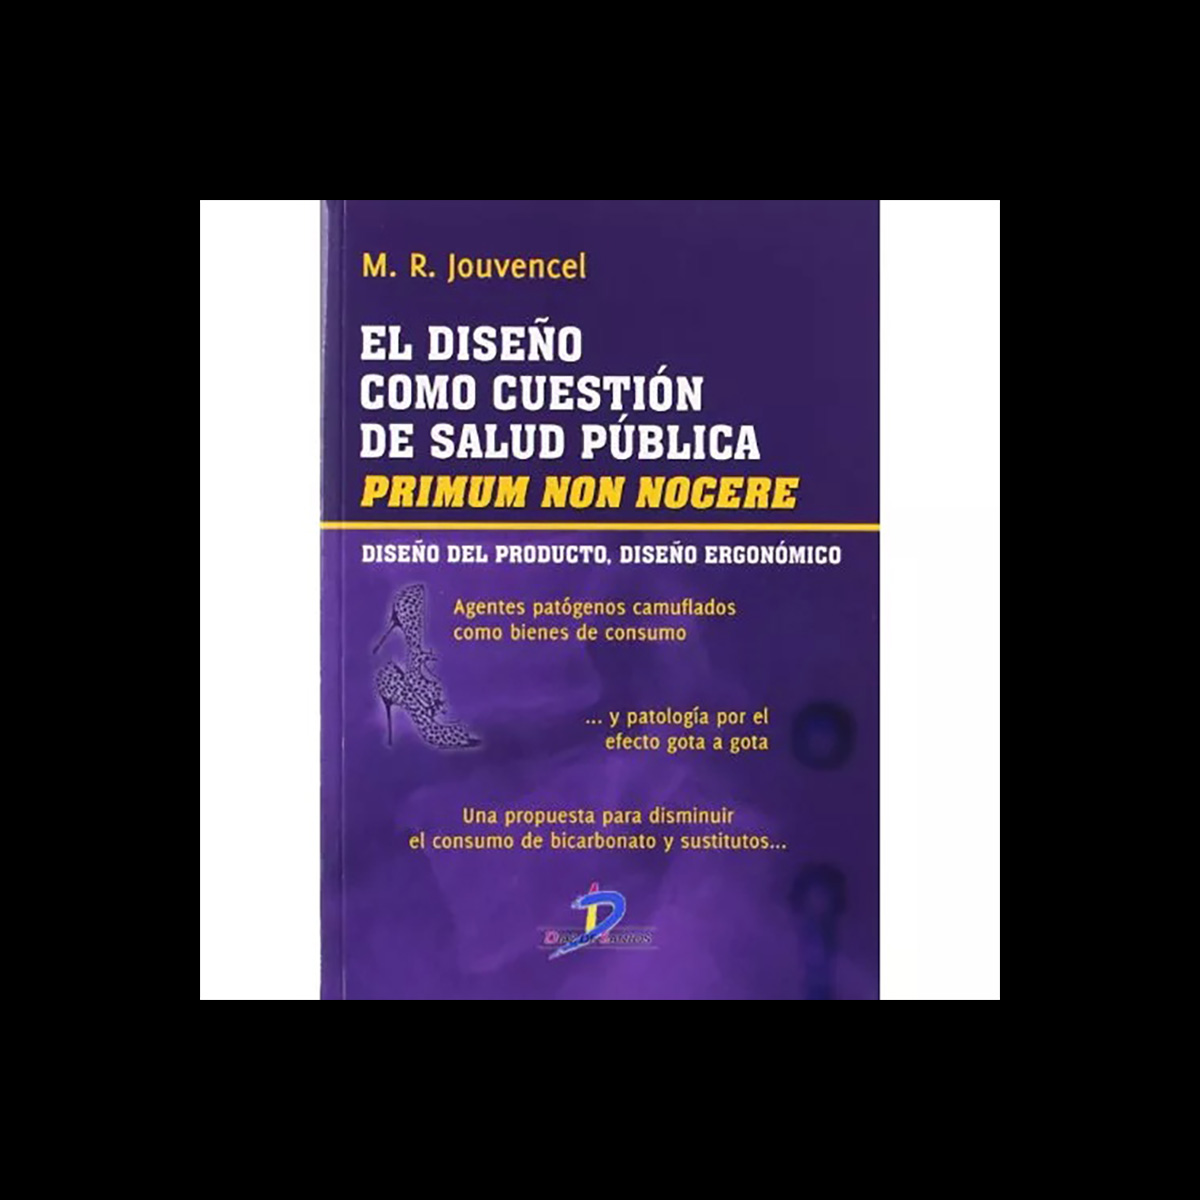 M. R. Jouvencel
EL DISEÑO
COMO CUESTIÓN
DE SALUD PÚBLICA
PRIMUM NON NOCERE
DISEÑO DEL PRODUCTO, DISEÑO ERGONÓMICO
Agentes patógenos camuflados
como bienes de consumo
... y patología por el
efecto gota a gota
Una propuesta para disminuir
el consumo de bicarbonato y sustitutos...